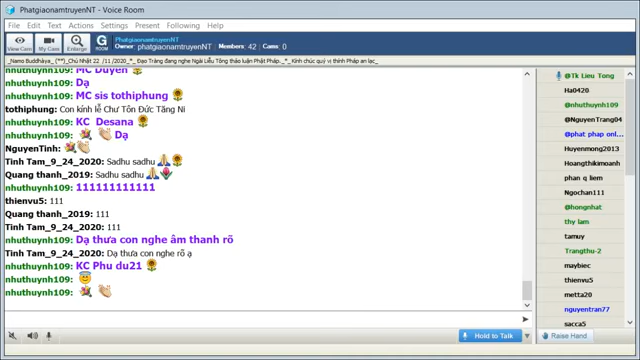 PhatgiaonamtruyenNT - Voice Room
File Edit Text Actions Settings Present Following Help
View Cam
My Cam
Enlarge
G
ROOM
PhatgiaonamtruyenNT
Owner: phatgiaonamtruyenNT Members: 42 Cams: 0
_Namo Buddhàya_ (**)_Chủ Nhật 22 /11 /2020_*_ Đạo Tràng đang nghe Ngài Liễu Tông thảo luận Phật Pháp._*_ Kính chúc quý vị thính Pháp an lạc_
nhuthuynh109: MC Duyen
nhuthuynh109: Dạ
nhuthuynh109: MC sis tothiphung
tothiphung: Con kính lễ Chư Tôn Đức Tăng Ni
nhuthuynh109: KC Desana
nhuthuynh109: Dạ
NguyenTinh:
Tinh Tam_9_24_2020: Sadhu sadhu
Quang thanh_2019: Sadhu sadhu
nhuthuynh109: 111111111111
thienvu5: 111
Quang thanh_2019: 111
Tinh Tam_9_24_2020: 111
nhuthuynh109: Dạ thưa con nghe âm thanh rõ
Tinh Tam_9_24_2020: Dạ thưa con nghe rõ ạ
nhuthuynh109: KC Phu du21
nhuthuynh109:
nhuthuynh109:
Hold to Talk
@Tk Lieu Tong
Ha0420
@nhuthuynh109
@NguyenTrang04
@phat phap onl...
Huyenmong2013
Hoangthikimoanh
phan q lien
Ngochan111
@hongnhat
thy lam
tamuy
Trangthu-2
maybiec
thienvu5
metta20
nguyentran77
sacca5
Raise Hand